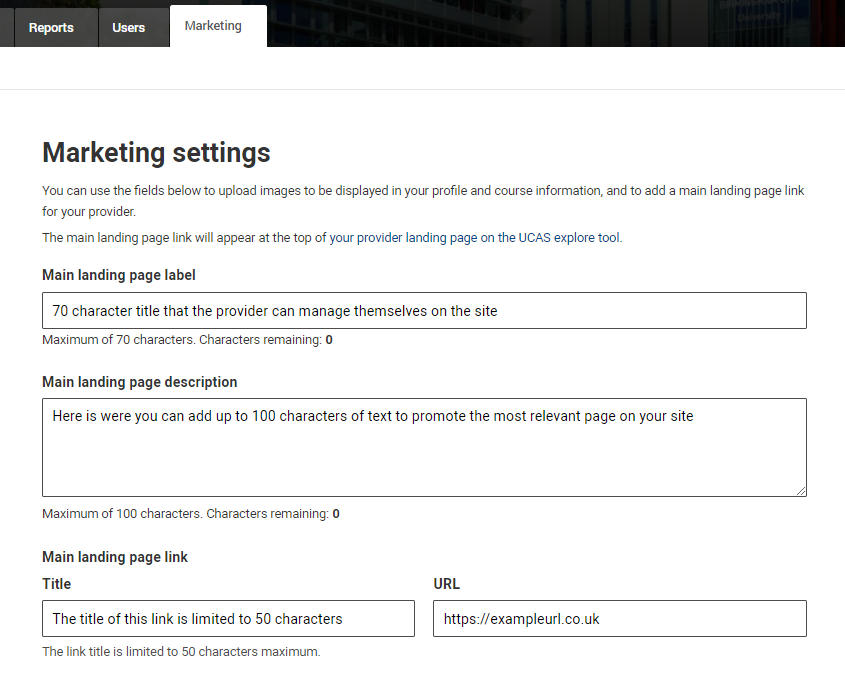 Reports Users Marketing
University
Marketing settings
You can use the fields below to upload images to be displayed in your profile and course information, and to add a main landing page link
for your provider.
The main landing page link will appear at the top of your provider landing page on the UCAS explore tool.
Main landing page label
70 character title that the provider can manage themselves on the site
Maximum of 70 characters. Characters remaining: 0
Main landing page description
Here is were you can add up to 100 characters of text to promote the most relevant page on your site
Maximum of 100 characters. Characters remaining: 0
Main landing page link
Title URL
The title of this link is limited to 50 characters https://exampleurl.co.uk
The link title is limited to 50 characters maximum.